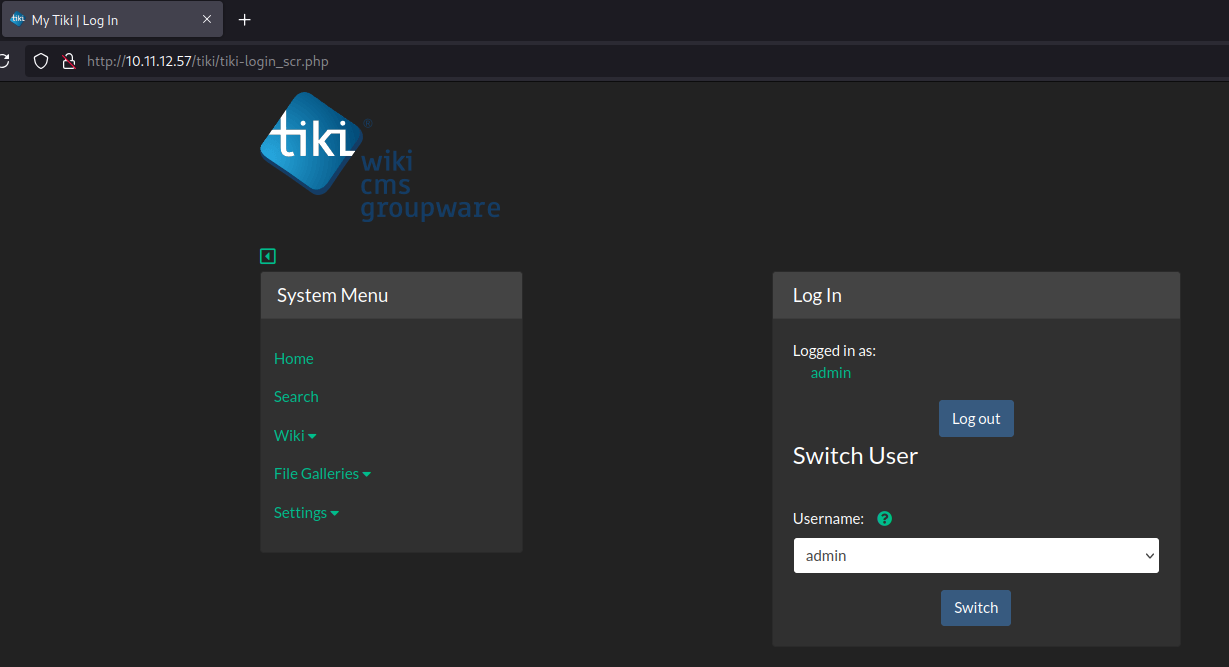 tiki My Tiki | Log In
http://10.11.12.57/tiki/tiki-login_scr.php
tiki®
wiki
cms
groupware
System Menu
Home
Search
Wiki
File Galleries
Settings
Log In
Logged in as:
admin
Log out
Switch User
Username: ?
admin
Switch